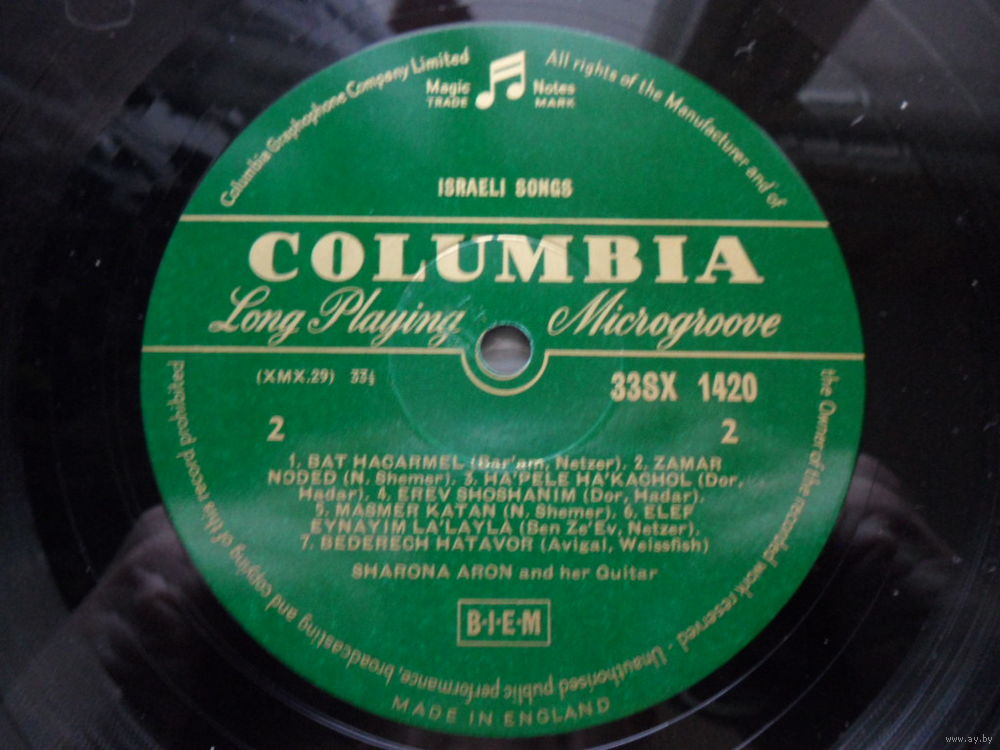 Columbia Graphophone Company Limited
All rights of the Manufacturer and of
the Owner of the recorded work reserved - Unauthorised public performance, broadcasting and copying of this record prohibited
Magic Notes
TRADE MARK
ISRAELI SONGS
COLUMBIA
Long Playing Microgroove
(XMX.29) 33⅓ 33SX 1420
2 2
1. BAT HACARMEL (Bar'am, Netzer). 2. ZAMAR
NODED (N. Shemer). 3. HA'PELE HA'KACHOL (Dor,
Hadar). 4. EREV SHOSHANIM (Dor, Hadar).
5. MASMER KATAN (N. Shemer). 6. ELEF
EYNAYIM LA'LAYLA (Ben Ze'Ev, Netzer).
7. BEDERECH HATAVOR (Avigal, Weissfish)
SHARONA ARON and her Guitar
B·I·E·M
MADE IN ENGLAND
www.ay.by